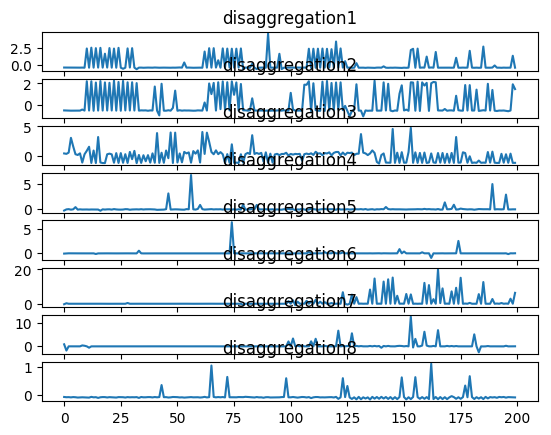 disaggregation1
2.5
0.0
disaggregation2
2
0
disaggregation3
5
0
disaggregation4
5
0
disaggregation5
5
0
disaggregation6
20
0
disaggregation7
10
0
disaggregation8
1
0
0 25 50 75 100 125 150 175 200